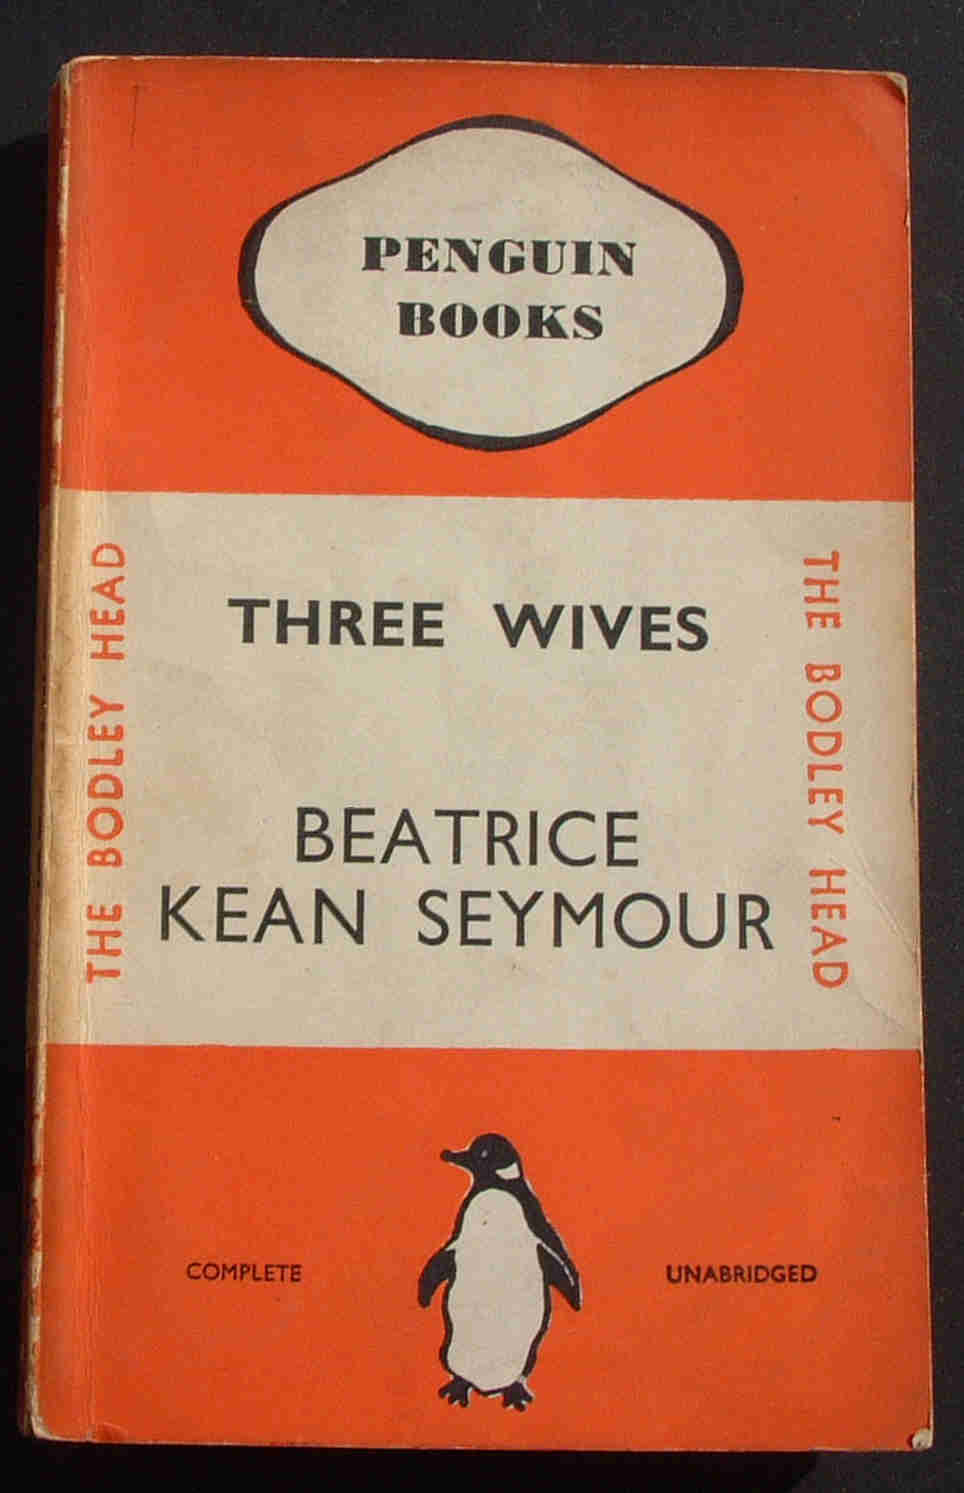 PENGUIN
BOOKS
THREE WIVES
BEATRICE
KEAN SEYMOUR
THE BODLEY HEAD
THE BODLEY HEAD
COMPLETE
UNABRIDGED